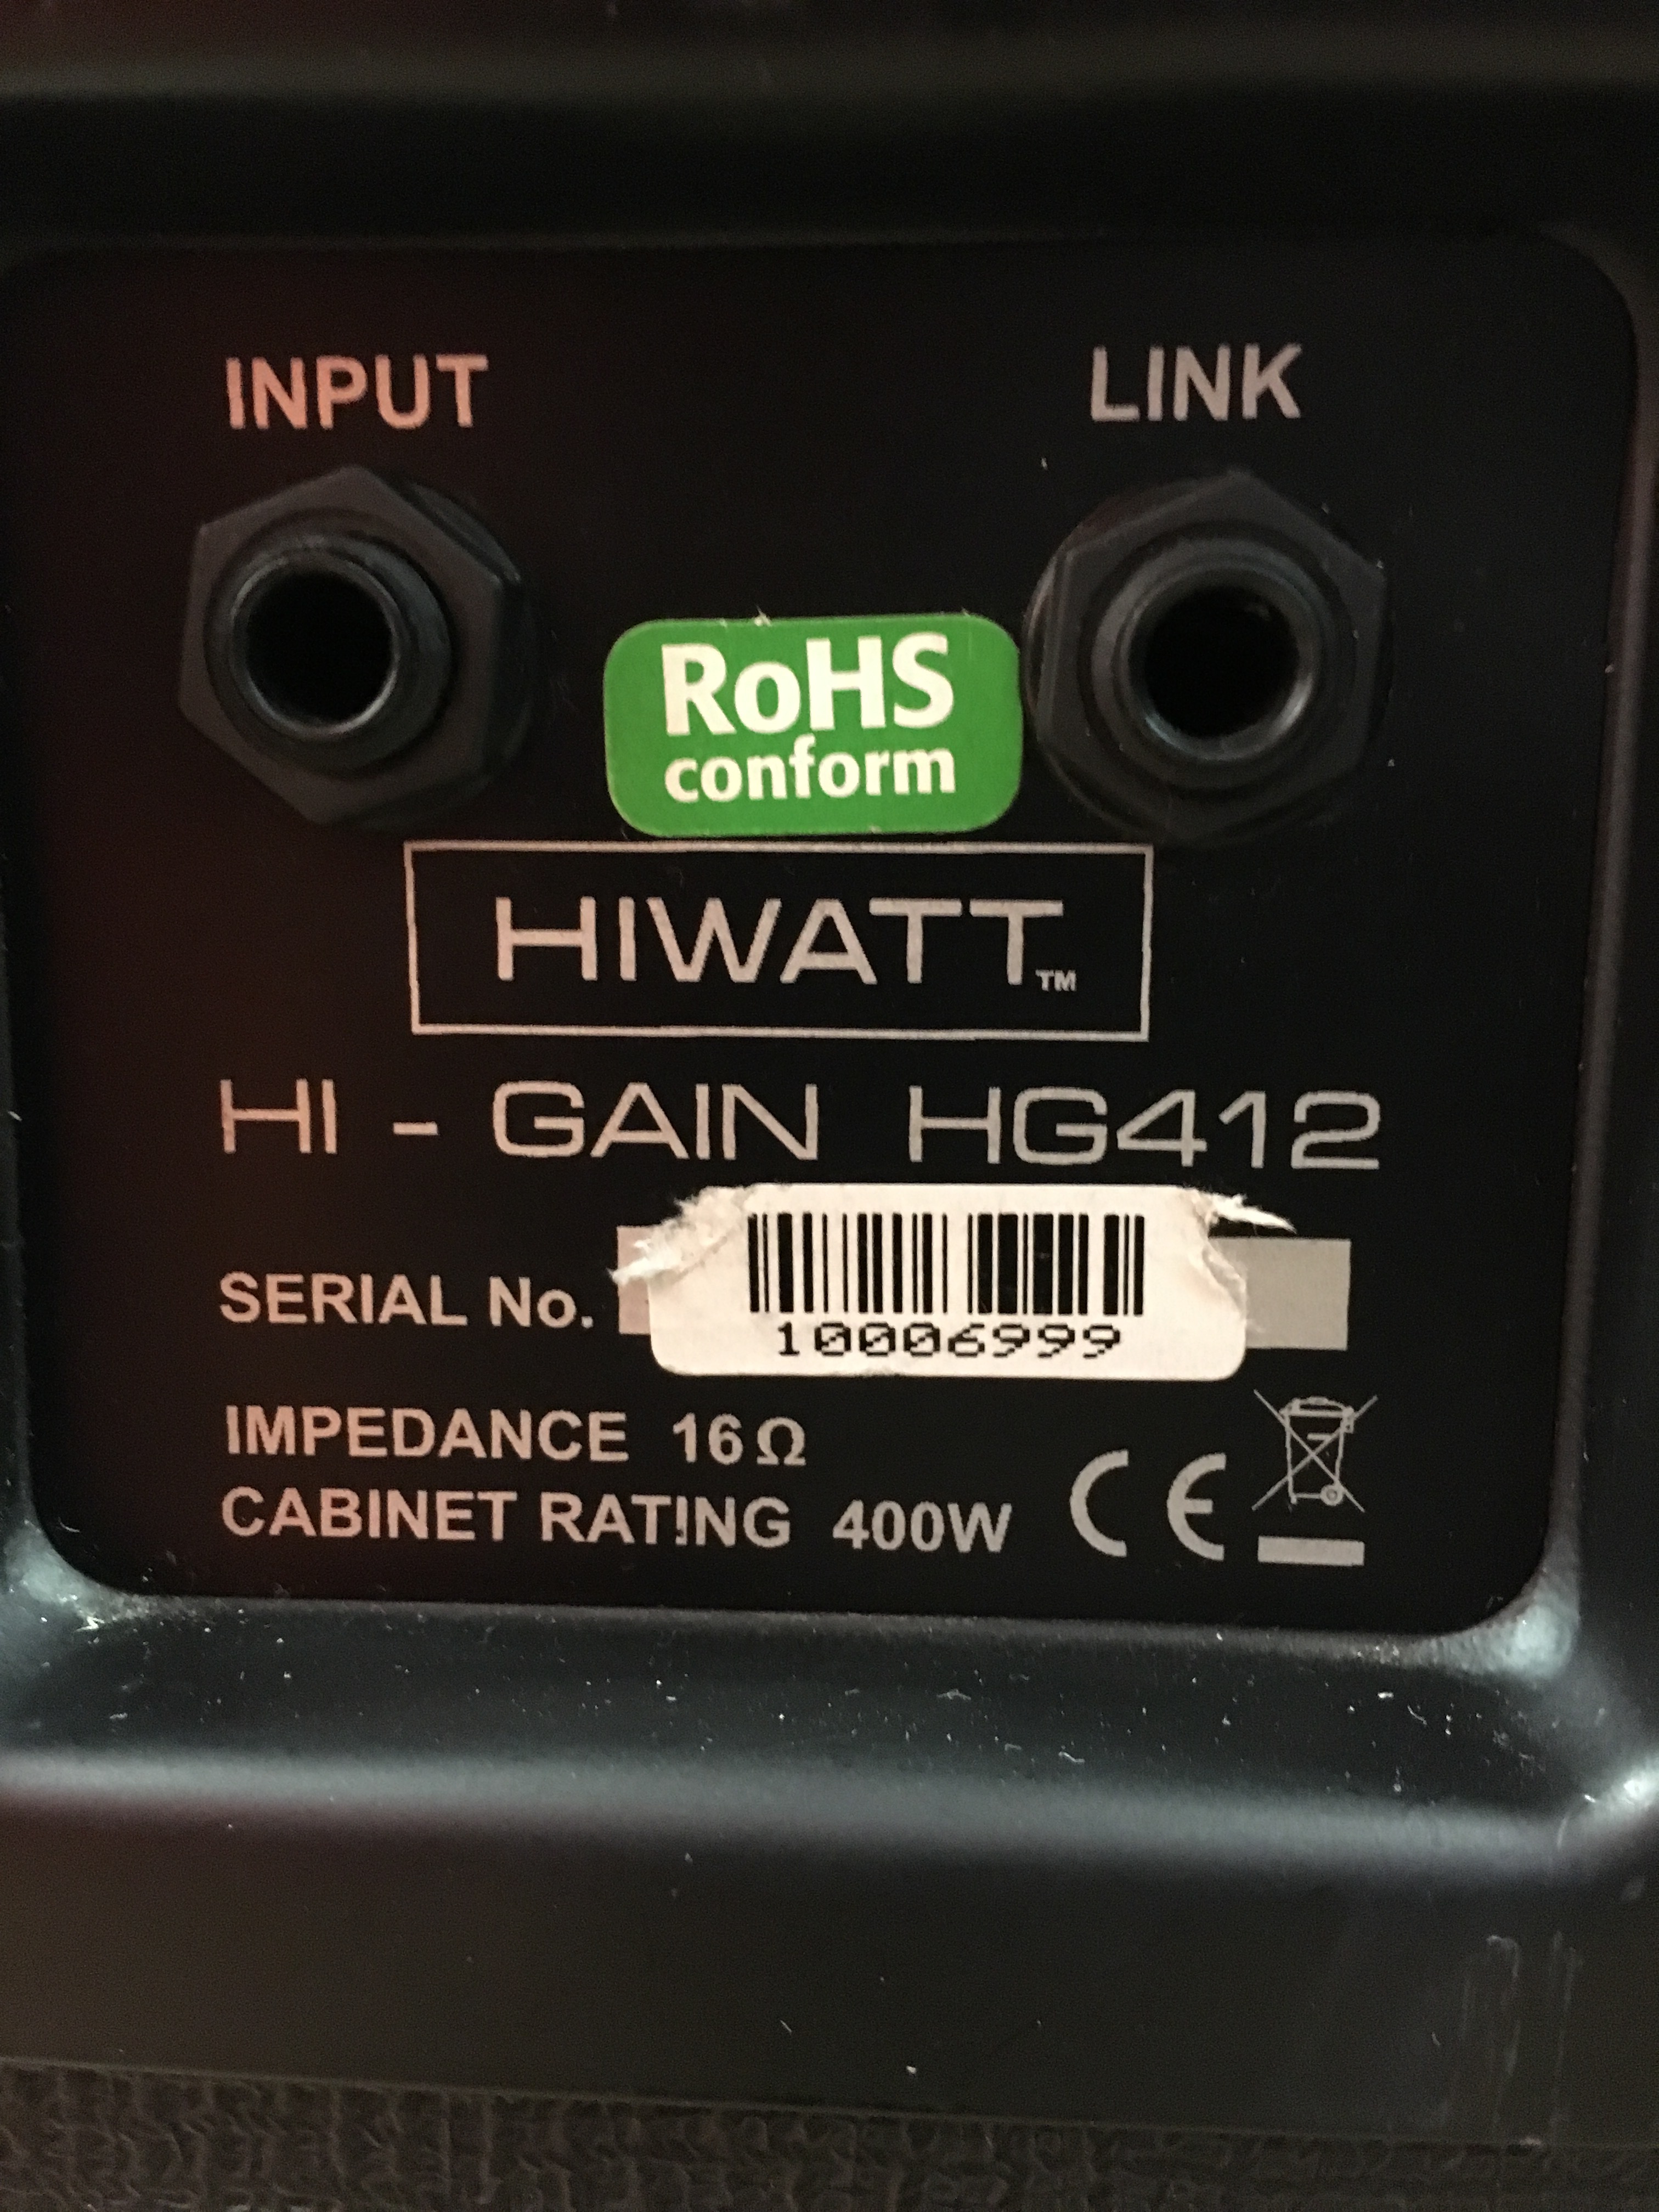 INPUT
LINK
RoHS
conform
HIWATT™
HI - GAIN HG412
SERIAL No.
10006999
IMPEDANCE 16Ω
CABINET RATING 400W
CE